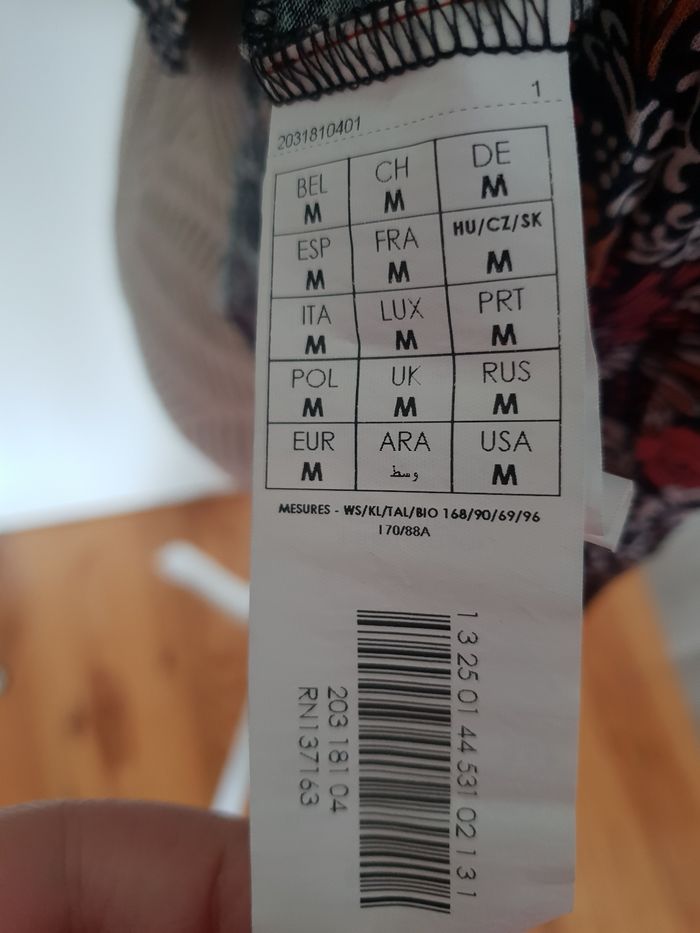 1
2031810401
BEL CH DE
M M M
ESP FRA HU/CZ/SK
M M M
ITA LUX PRT
M M M
POL UK RUS
M M M
EUR ARA USA
M وسط M
MESURES - WS/KL/TAL/BIO 168/90/69/96
170/88A
1 3 25 01 44 531 02 1 3 1
203 181 04
RN137163